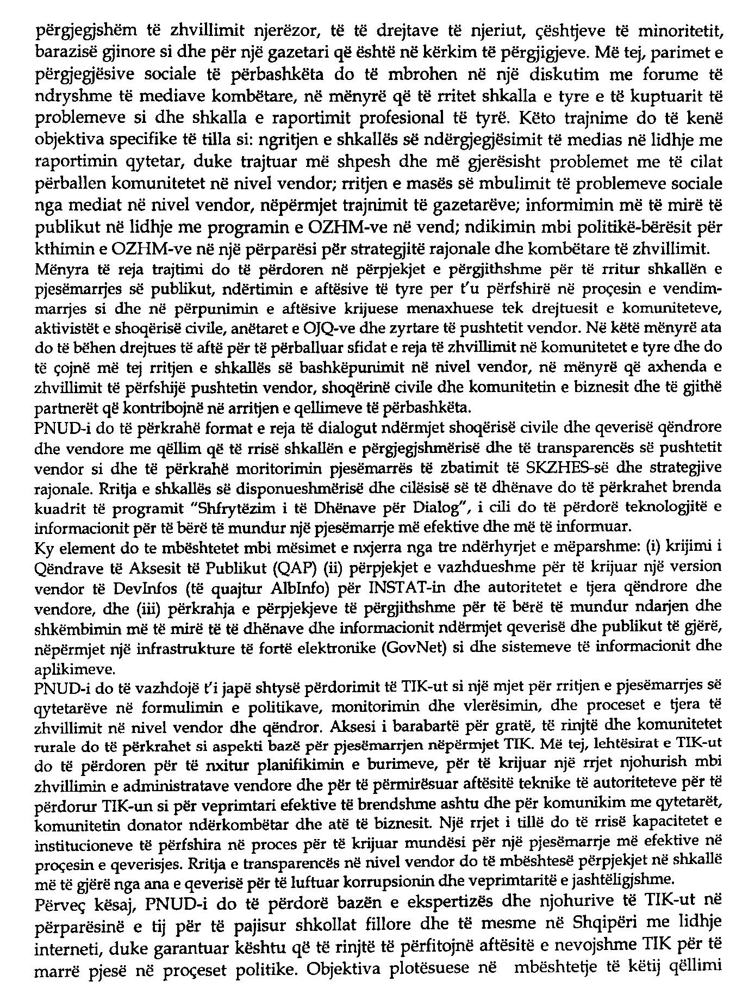 përgjegjshëm të zhvillimit njerëzor, të të drejtave të njeriut, çështjeve të minoritetit,
barazisë gjinore si dhe për një gazetari që është në kërkim të përgjigjeve. Më tej, parimet e
përgjegjësive sociale të përbashkëta do të mbrohen në një diskutim me forume të
ndryshme të mediave kombëtare, në mënyrë që të rritet shkalla e tyre e të kuptuarit të
problemeve si dhe shkalla e raportimit profesional të tyrë. Këto trajnime do të kenë
objektiva specifike të tilla si: ngritjen e shkallës së ndërgjegjësimit të medias në lidhje me
raportimin qytetar, duke trajtuar më shpesh dhe më gjerësisht problemet me të cilat
përballen komunitetet në nivel vendor; rritjen e masës së mbulimit të problemeve sociale
nga mediat në nivel vendor, nëpërmjet trajnimit të gazetarëve; informimin më të mirë të
publikut në lidhje me programin e OZHM-ve në vend; ndikimin mbi politikë-bërësit për
kthimin e OZHM-ve në një përparësi për strategjitë rajonale dhe kombëtare të zhvillimit.
Mënyra të reja trajtimi do të përdoren në përpjekjet e përgjithshme për të rritur shkallën e
pjesëmarrjes së publikut, ndërtimin e aftësive të tyre per t'u përfshirë në proçesin e vendim-
marrjes si dhe në përpunimin e aftësive krijuese menaxhuese tek drejtuesit e komuniteteve,
aktivistët e shoqërisë civile, anëtaret e OJQ-ve dhe zyrtare të pushtetit vendor. Në këtë mënyrë ata
do të bëhen drejtues të aftë për të përballuar sfidat e reja të zhvillimit në komunitetet e tyre dhe do
të çojnë më tej rritjen e shkallës së bashkëpunimit në nivel vendor, në mënyrë që axhenda e
zhvillimit të përfshijë pushtetin vendor, shoqërinë civile dhe komunitetin e biznesit dhe të gjithë
partnerët që kontribojnë në arritjen e qellimeve të përbashkëta.
PNUD-i do të përkrahë format e reja të dialogut ndërmjet shoqërisë civile dhe qeverisë qëndrore
dhe vendore me qëllim që të rrisë shkallën e përgjegjshmërisë dhe të transparencës së pushtetit
vendor si dhe të përkrahë moritorimin pjesëmarrës të zbatimit të SKZHES-së dhe strategjive
rajonale. Rritja e shkallës së disponueshmërisë dhe cilësisë së të dhënave do të përkrahet brenda
kuadrit të programit "Shfrytëzim i të Dhënave për Dialog", i cili do të përdorë teknologjitë e
informacionit për të bërë të mundur një pjesëmarrje më efektive dhe më të informuar.
Ky element do te mbështetet mbi mësimet e nxjerra nga tre ndërhyrjet e mëparshme: (i) krijimi i
Qëndrave të Aksesit të Publikut (QAP) (ii) përpjekjet e vazhdueshme për të krijuar një version
vendor të DevInfos (të quajtur AlbInfo) për INSTAT-in dhe autoritetet e tjera qëndrore dhe
vendore, dhe (iii) përkrahja e përpjekjeve të përgjithshme për të bërë të mundur ndarjen dhe
shkëmbimin më të mirë të të dhënave dhe informacionit ndërmjet qeverisë dhe publikut të gjërë,
nëpërmjet një infrastrukture të fortë elektronike (GovNet) si dhe sistemeve të informacionit dhe
aplikimeve.
PNUD-i do të vazhdojë t'i japë shtysë përdorimit të TIK-ut si një mjet për rritjen e pjesëmarrjes së
qytetarëve në formulimin e politikave, monitorimin dhe vlerësimin, dhe proceset e tjera të
zhvillimit në nivel vendor dhe qëndror. Aksesi i barabartë për gratë, të rinjtë dhe komunitetet
rurale do të përkrahet si aspekti bazë për pjesëmarrjen nëpërmjet TIK. Më tej, lehtësirat e TIK-ut
do të përdoren për të nxitur planifikimin e burimeve, për të krijuar një rrjet njohurish mbi
zhvillimin e administratave vendore dhe për të përmirësuar aftësitë teknike të autoriteteve për të
përdorur TIK-un si për veprimtari efektive të brendshme ashtu dhe për komunikim me qytetarët,
komunitetin donator ndërkombëtar dhe atë të biznesit. Një rrjet i tillë do të rrisë kapacitetet e
institucioneve të përfshira në proces për të krijuar mundësi për një pjesëmarrje më efektive në
proçesin e qeverisjes. Rritja e transparencës në nivel vendor do të mbështesë përpjekjet në shkallë
më të gjërë nga ana e qeverisë për të luftuar korrupsionin dhe veprimtaritë e jashtëligjshme.
Përveç kësaj, PNUD-i do të përdorë bazën e ekspertizës dhe njohurive të TIK-ut në
përparësinë e tij për të pajisur shkollat fillore dhe të mesme në Shqipëri me lidhje
interneti, duke garantuar kështu që të rinjtë të përfitojnë aftësitë e nevojshme TIK për të
marrë pjesë në proçeset politike. Objektiva plotësuese në mbështetje të këtij qëllimi